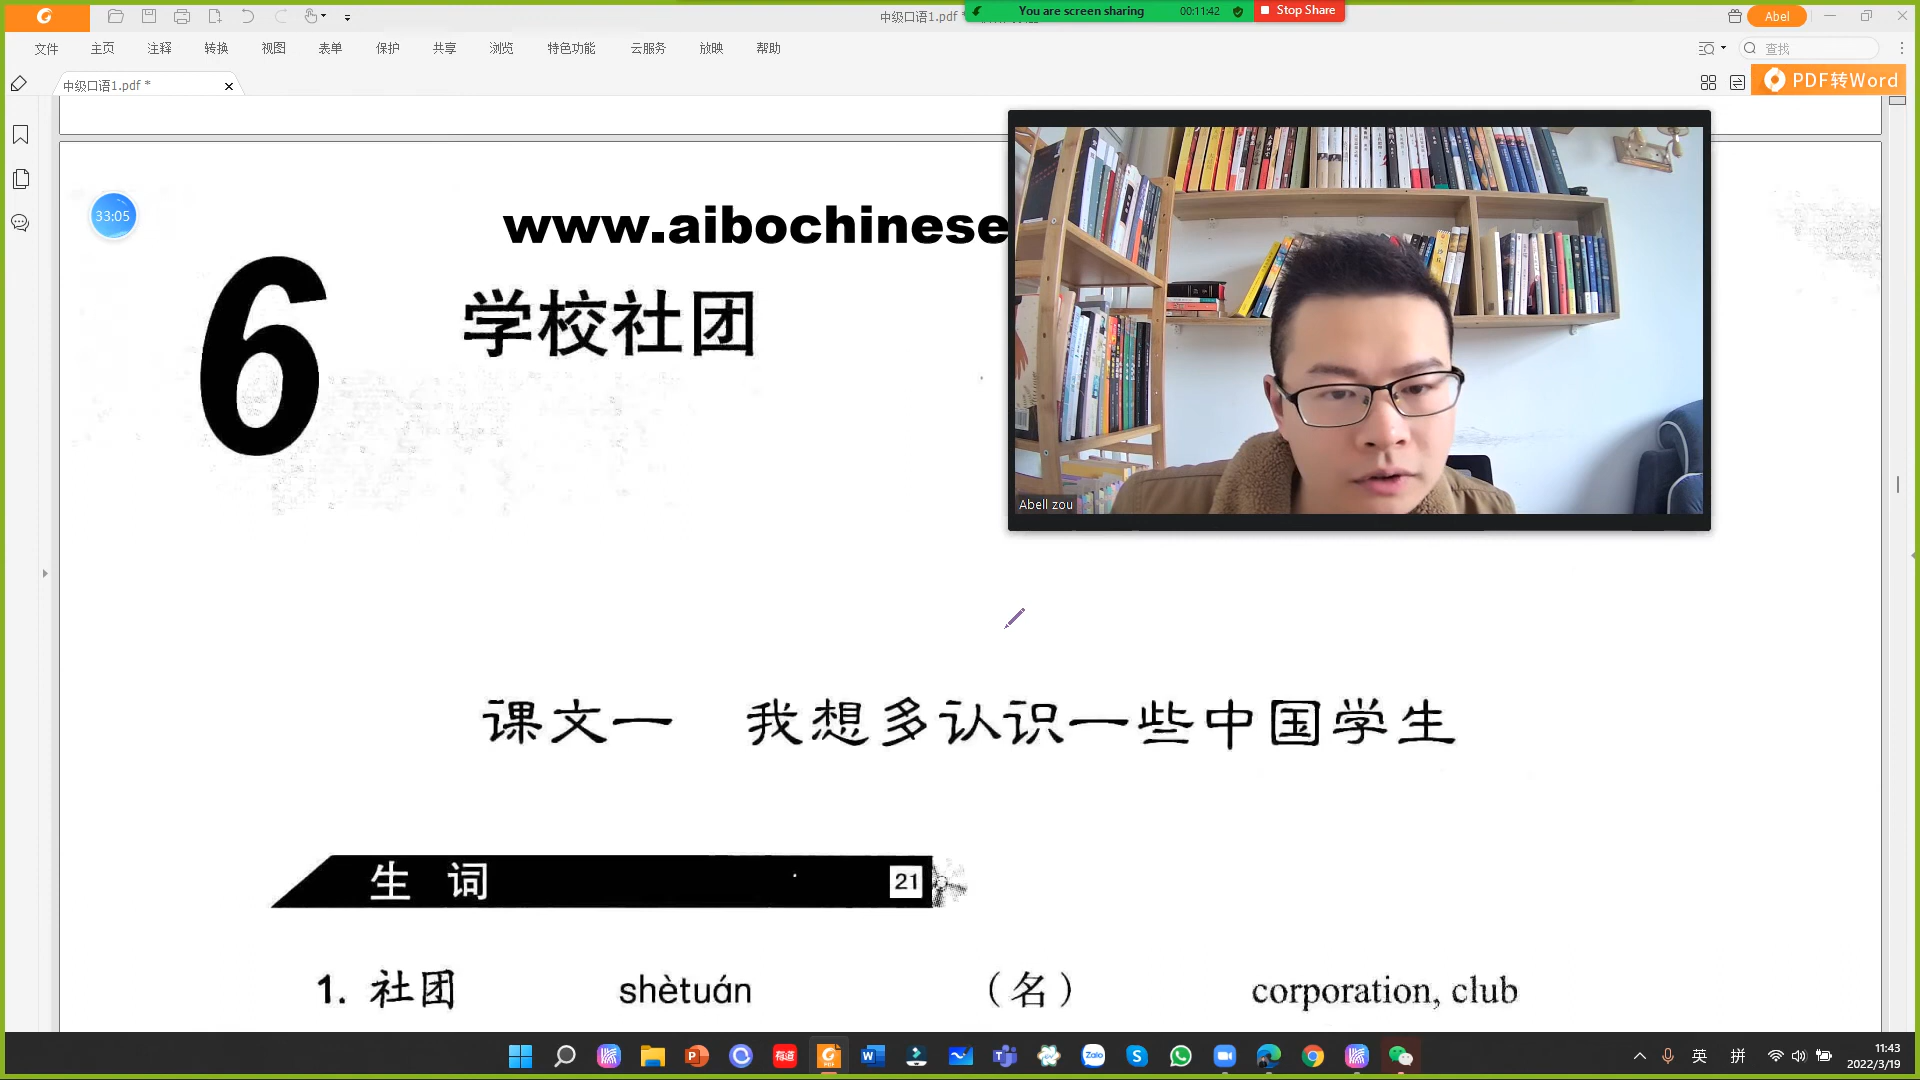 中级口语1.pdf *
You are screen sharing
00:11:42
Stop Share
Abel
文件 主页 注释 转换 视图 表单 保护 共享 浏览 特色功能 云服务 放映 帮助
查找
中级口语1.pdf *
PDF转Word
33:05
www.aibochinese
6 学校社团
Abell zou
课文一 我想多认识一些中国学生
生词 21
1. 社团 shètuán （名） corporation, club
有道
PDF
Zalo
英 拼
11:43
2022/3/19